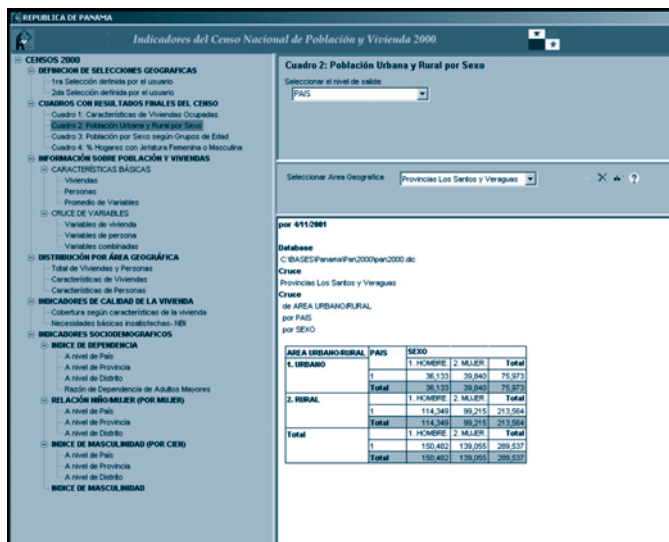 REPUBLICA DE PANAMA
Indicadores del Censo Nacional de Población y Vivienda 2000
CENSOS 2000
DEFINICION DE SELECCIONES GEOGRAFICAS
1ra Selección definida por el usuario
2da Selección definida por el usuario
CUADROS CON RESULTADOS FINALES DEL CENSO
Cuadro 1: Características de Viviendas Ocupadas
Cuadro 2: Población Urbana y Rural por Sexo
Cuadro 3: Población por Sexo según Grupos de Edad
Cuadro 4: % Hogares con Jefatura Femenina o Masculina
INFORMACIÓN SOBRE POBLACIÓN Y VIVIENDAS
CARACTERÍSTICAS BÁSICAS
Viviendas
Personas
Promedio de Variables
CRUCE DE VARIABLES
Variables de vivienda
Variables de persona
Variables combinadas
DISTRIBUCIÓN POR ÁREA GEOGRÁFICA
Total de Viviendas y Personas
Características de Viviendas
Características de Personas
INDICADORES DE CALIDAD DE LA VIVIENDA
Cobertura según características de la vivienda
Necesidades básicas insatisfechas- NBI
INDICADORES SOCIODEMOGRAFICOS
INDICE DE DEPENDENCIA
A nivel de País
A nivel de Provincia
A nivel de Distrito
Razón de Dependencia de Adultos Mayores
RELACIÓN NIÑO/MUJER (POR MUJER)
A nivel de País
A nivel de Provincia
A nivel de Distrito
INDICE DE MASCULINIDAD (POR CIEN)
A nivel de País
A nivel de Provincia
A nivel de Distrito
INDICE DE MASCULINIDAD
Cuadro 2: Población Urbana y Rural por Sexo
Seleccionar el nivel de salida:
PAIS
Seleccionar Area Geografica
Provincias Los Santos y Veraguas
por 4/11/2001
Database
C:\BASES\Panama\Pan2000\pan2000.dic
Cruce
Provincias Los Santos y Veraguas
Cruce
de AREA URBANO/RURAL
por PAIS
por SEXO
AREA URBANO/RURAL PAIS SEXO
1. URBANO 1. HOMBRE 2. MUJER Total
1 36,133 39,840 75,973
Total 36,133 39,840 75,973
2. RURAL 1. HOMBRE 2. MUJER Total
1 114,349 99,215 213,564
Total 114,349 99,215 213,564
Total 1. HOMBRE 2. MUJER Total
1 150,482 139,055 289,537
Total 150,482 139,055 289,537